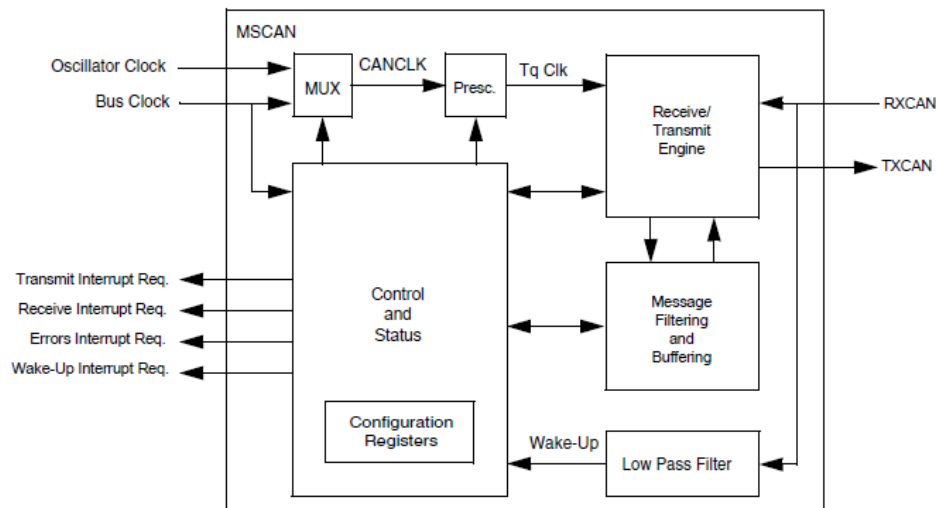 MSCAN
Oscillator Clock
Bus Clock
MUX
CANCLK
Presc.
Tq Clk
Receive/
Transmit
Engine
RXCAN
TXCAN
Transmit Interrupt Req.
Receive Interrupt Req.
Errors Interrupt Req.
Wake-Up Interrupt Req.
Control
and
Status
Message
Filtering
and
Buffering
Configuration
Registers
Wake-Up
Low Pass Filter